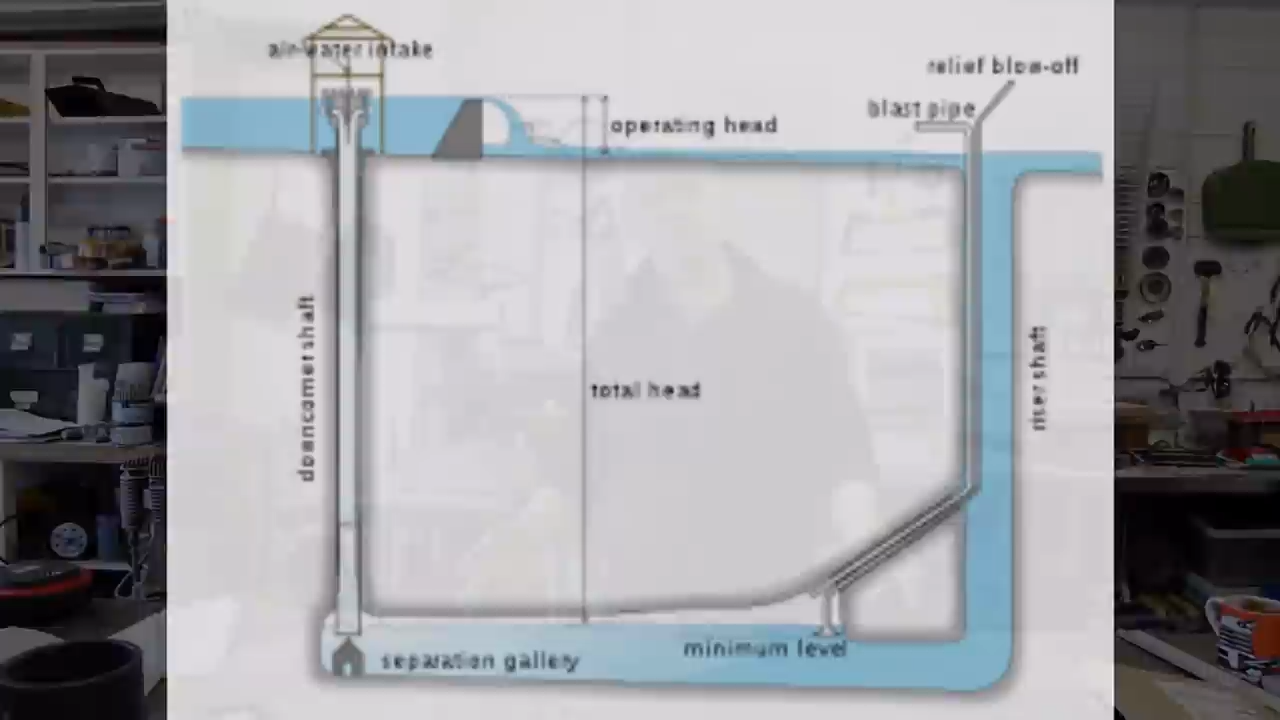 air-water intake
relief blow-off
blast pipe
operating head
total head
downcomer shaft
riser shaft
minimum level
separation gallery